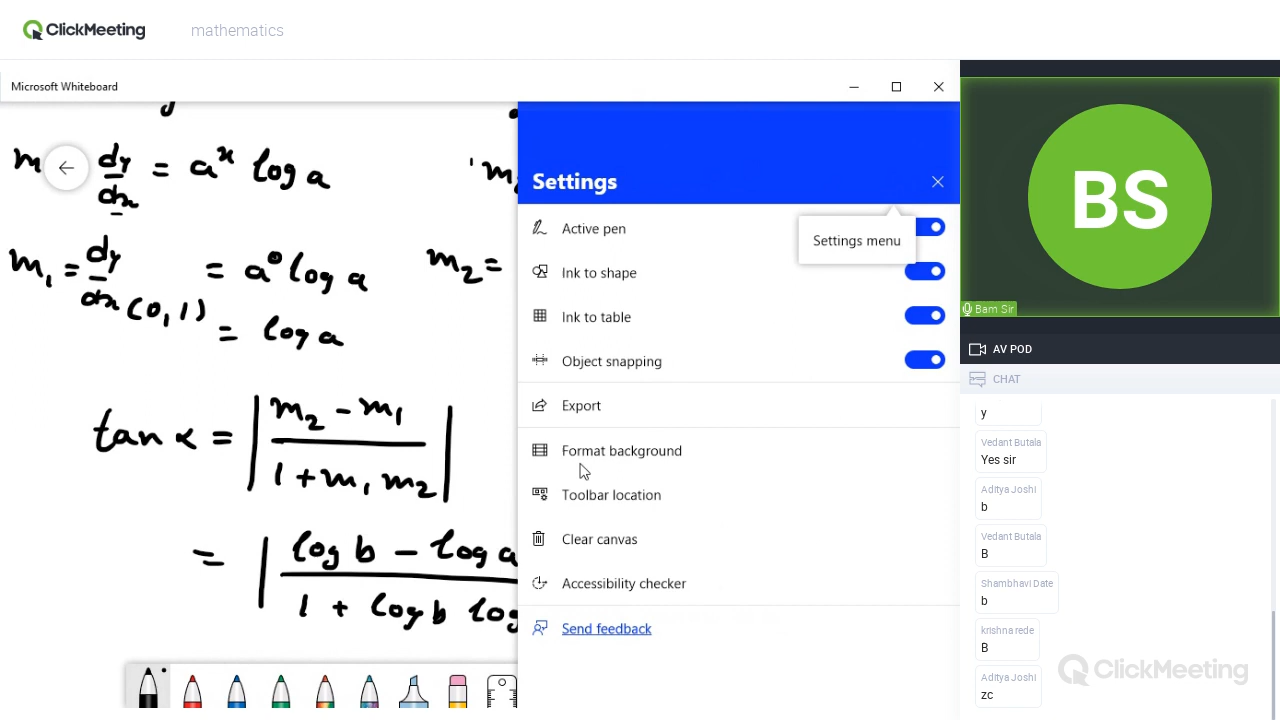 ClickMeeting mathematics
Microsoft Whiteboard
m dy/dx = a^x log a
'm
m₁ = dy/dx (0,1) = a⁰ log a
m₂ =
= log a
tan α = | m₂ - m₁ / 1 + m₁ m₂ |
= | log b - log a / 1 + log b log
Settings
Settings menu
Active pen
Ink to shape
Ink to table
Object snapping
Export
Format background
Toolbar location
Clear canvas
Accessibility checker
Send feedback
BS
Bam Sir
AV POD
CHAT
y
Vedant Butala
Yes sir
Aditya Joshi
b
Vedant Butala
B
Shambhavi Date
b
krishna rede
B
Aditya Joshi
zc
ClickMeeting